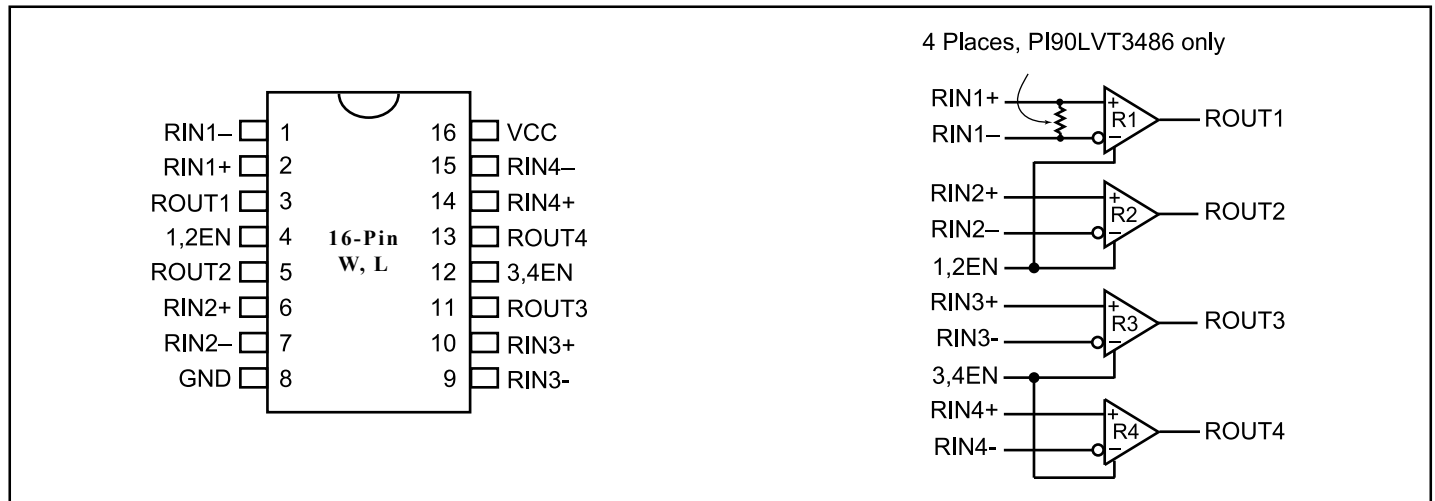 RIN1– 1 16 VCC
RIN1+ 2 15 RIN4–
ROUT1 3 14 RIN4+
1,2EN 4 13 ROUT4
16-Pin
W, L
ROUT2 5 12 3,4EN
RIN2+ 6 11 ROUT3
RIN2– 7 10 RIN3+
GND 8 9 RIN3-
4 Places, PI90LVT3486 only
RIN1+
RIN1–
+
R1
–
ROUT1
RIN2+
RIN2–
+
R2
–
ROUT2
1,2EN
RIN3+
RIN3-
+
R3
–
ROUT3
3,4EN
RIN4+
RIN4-
+
R4
–
ROUT4